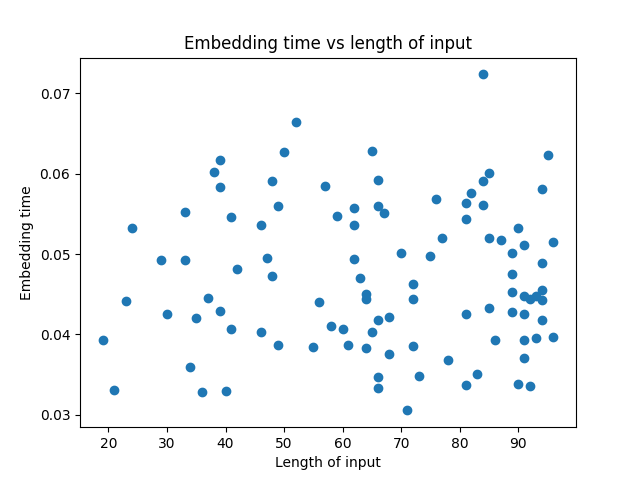 Embedding time vs length of input
0.07
0.06
0.05
0.04
0.03
Embedding time
20 30 40 50 60 70 80 90
Length of input